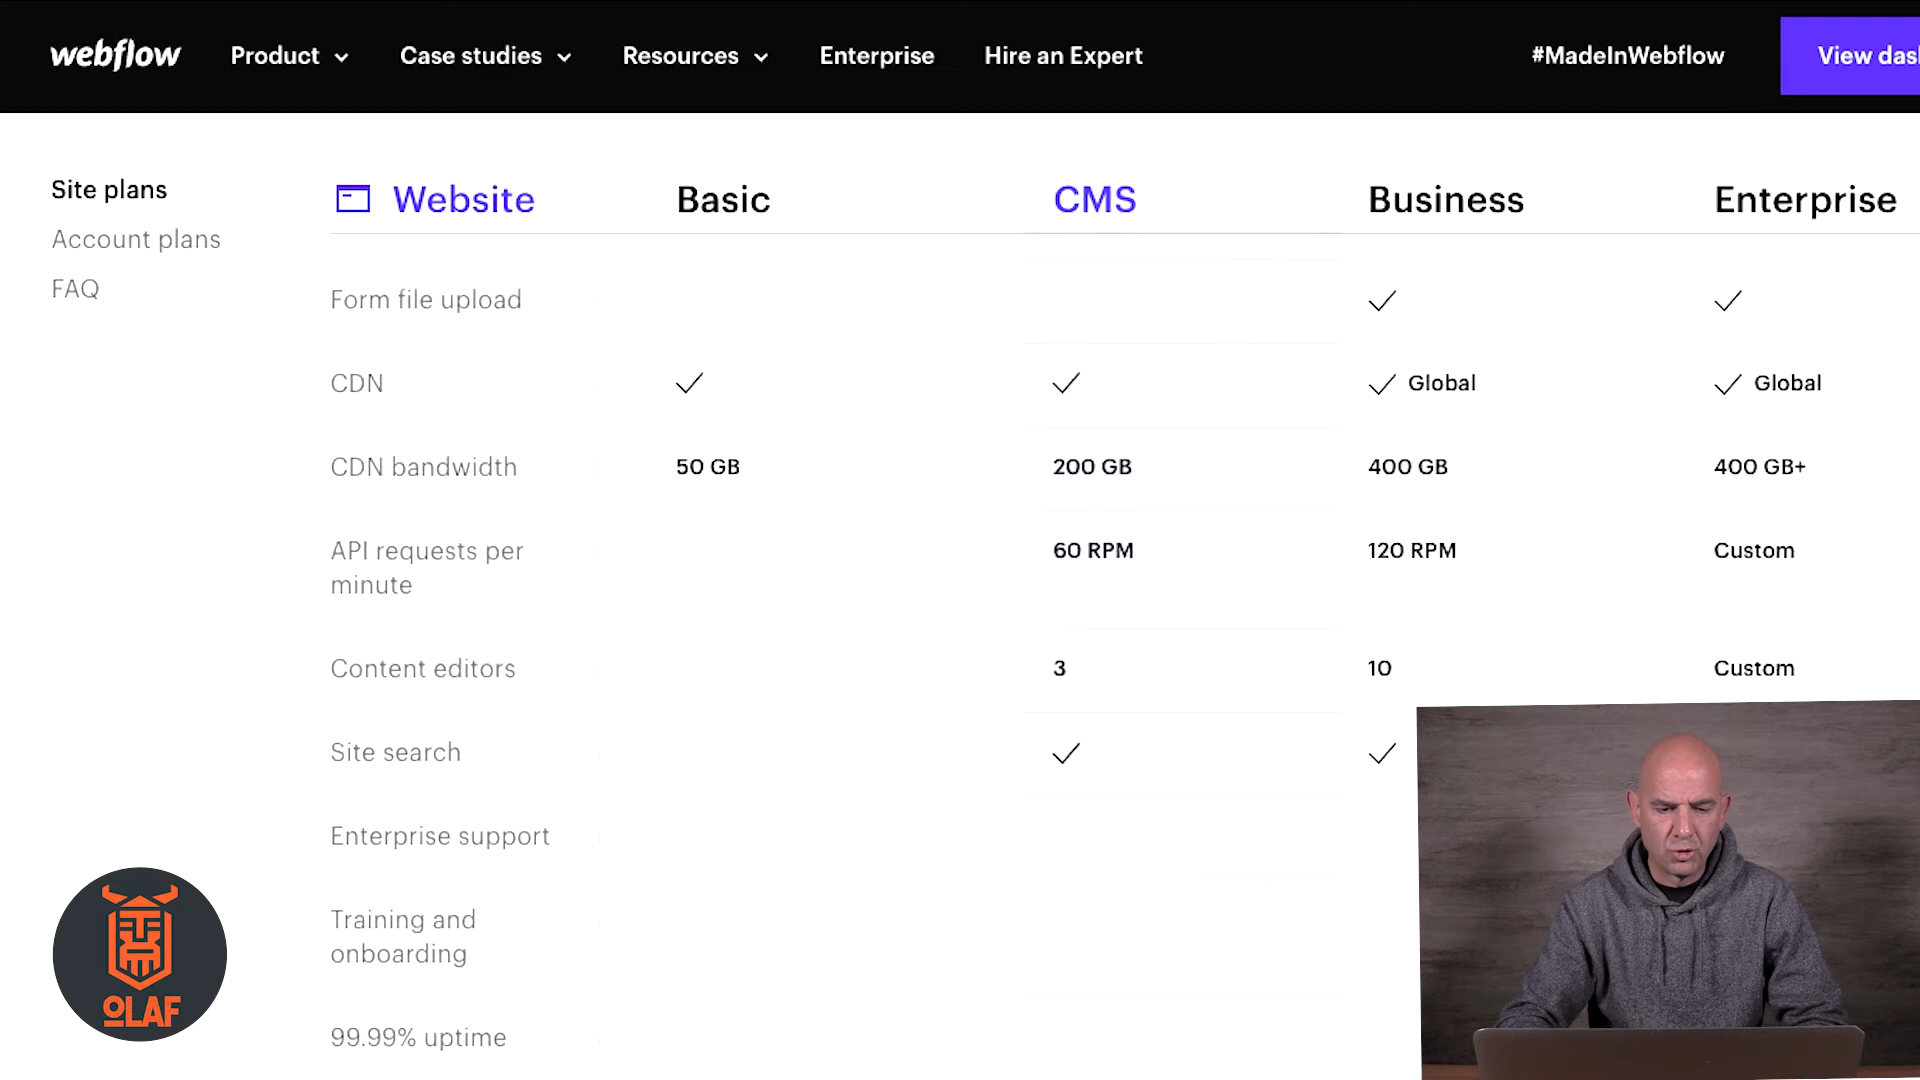 webflow Product Case studies Resources Enterprise Hire an Expert #MadeInWebflow View
Site plans
Account plans
FAQ
Website Basic CMS Business Enterprise
Form file upload
CDN Global Global
CDN bandwidth 50 GB 200 GB 400 GB 400 GB+
API requests per
minute 60 RPM 120 RPM Custom
Content editors 3 10 Custom
Site search
Enterprise support
Training and
onboarding
99.99% uptime
OLAF